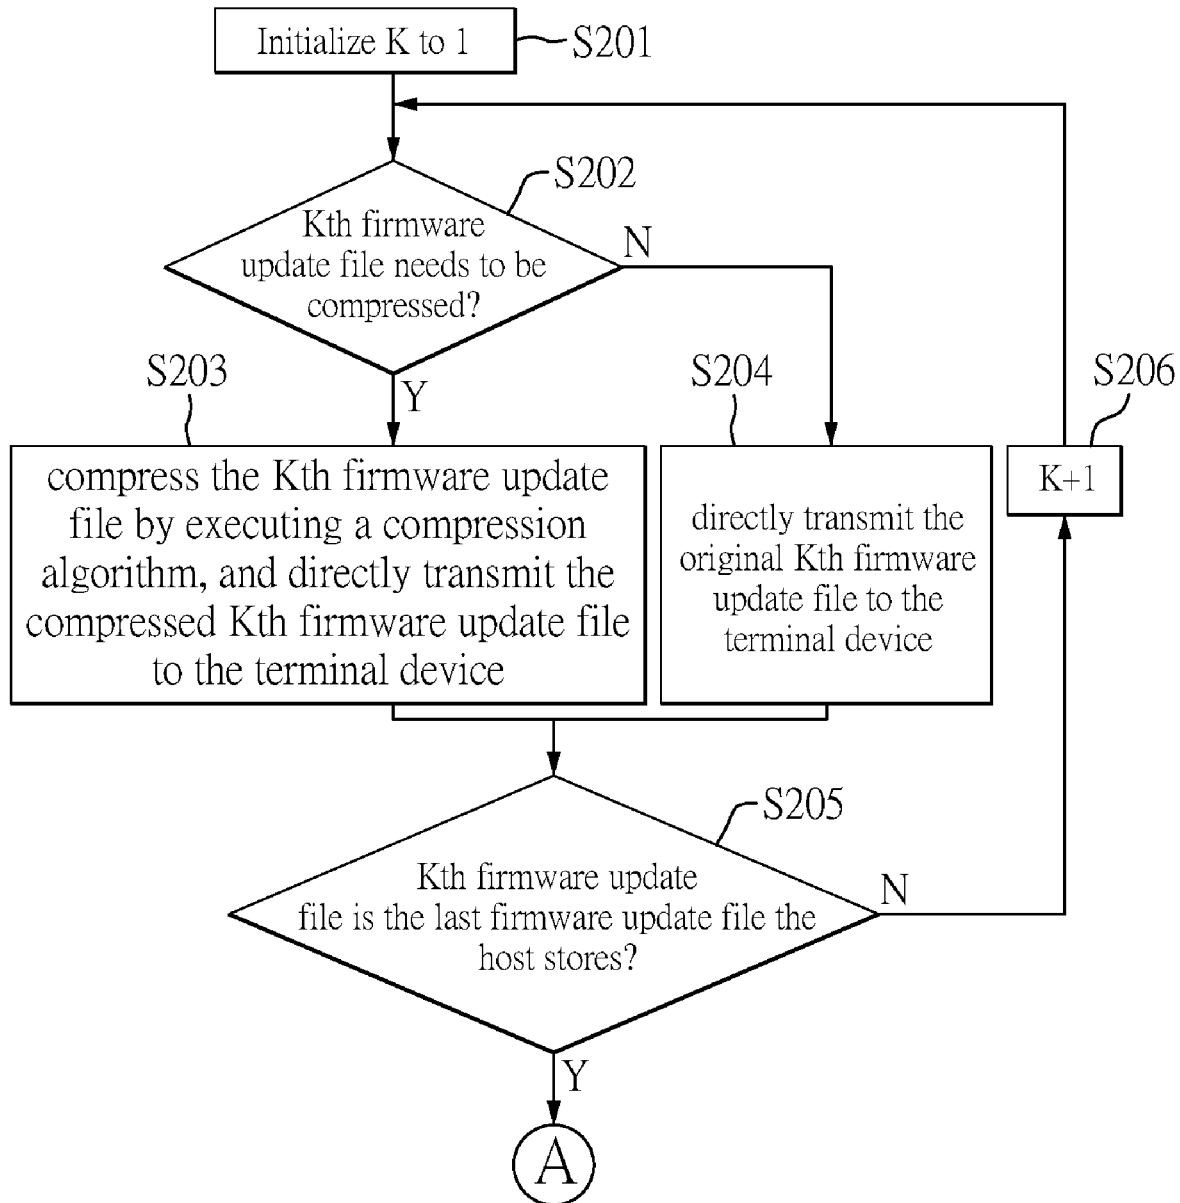 Initialize K to 1
S201
S202
Kth firmware
update file needs to be
compressed?
N
S203
Y
S204
S206
compress the Kth firmware update
file by executing a compression
algorithm, and directly transmit the
compressed Kth firmware update file
to the terminal device
directly transmit the
original Kth firmware
update file to the
terminal device
K+1
S205
Kth firmware update
file is the last firmware update file the
host stores?
N
Y
A